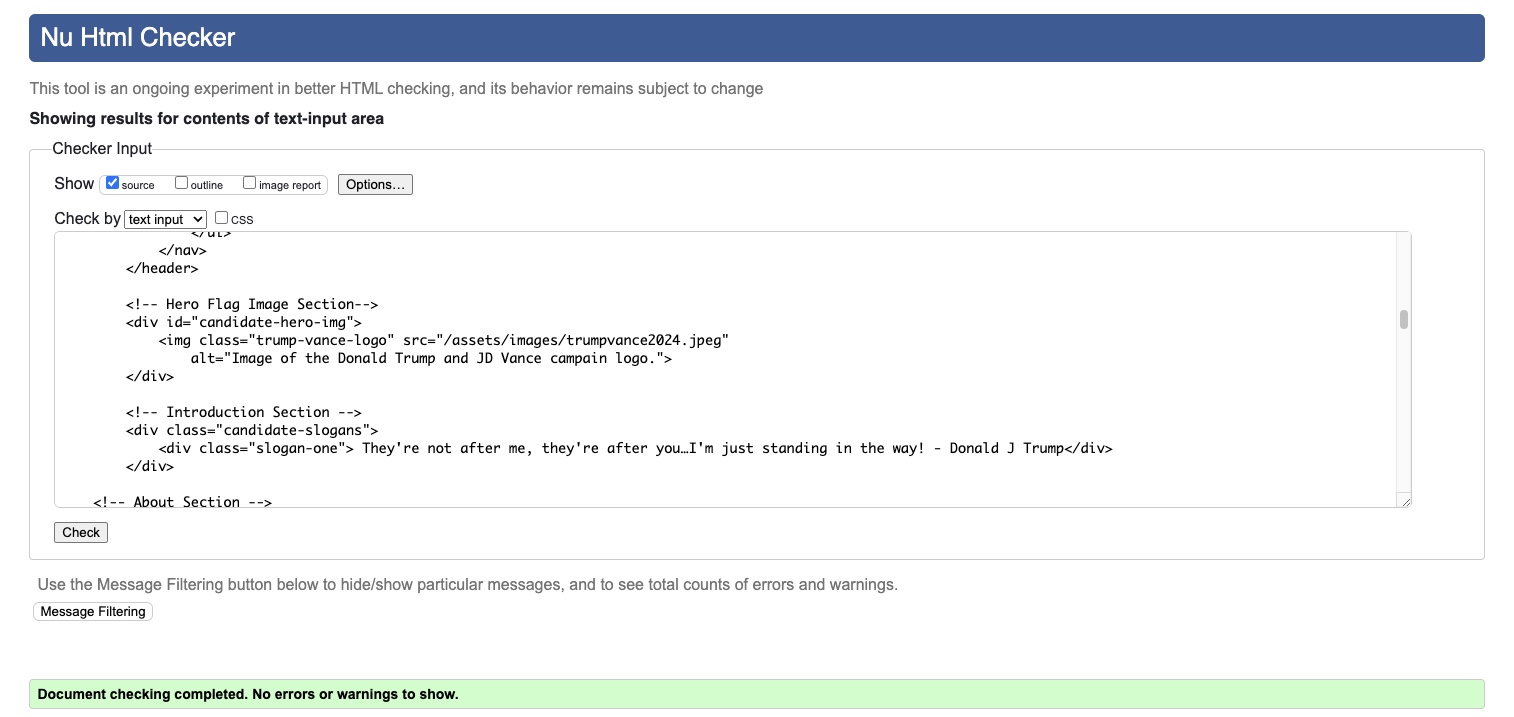 Nu Html Checker
This tool is an ongoing experiment in better HTML checking, and its behavior remains subject to change
Showing results for contents of text-input area
Checker Input
Show source outline image report Options...
Check by text input CSS
</ul>
</nav>
</header>
<!-- Hero Flag Image Section-->
<div id="candidate-hero-img">
<img class="trump-vance-logo" src="/assets/images/trumpvance2024.jpeg"
alt="Image of the Donald Trump and JD Vance campain logo.">
</div>
<!-- Introduction Section -->
<div class="candidate-slogans">
<div class="slogan-one"> They're not after me, they're after you…I'm just standing in the way! - Donald J Trump</div>
</div>
<!-- About Section -->
Check
Use the Message Filtering button below to hide/show particular messages, and to see total counts of errors and warnings.
Message Filtering
Document checking completed. No errors or warnings to show.